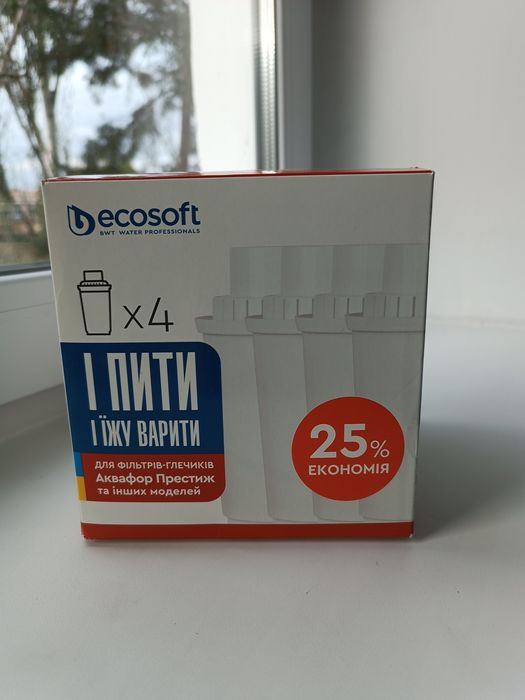 ecosoft
BWT WATER PROFESSIONALS
x4
І ПИТИ
І ЇЖУ ВАРИТИ
ДЛЯ ФІЛЬТРІВ-ГЛЕЧИКІВ
Аквафор Престиж
та інших моделей
25%
ЕКОНОМІЯ